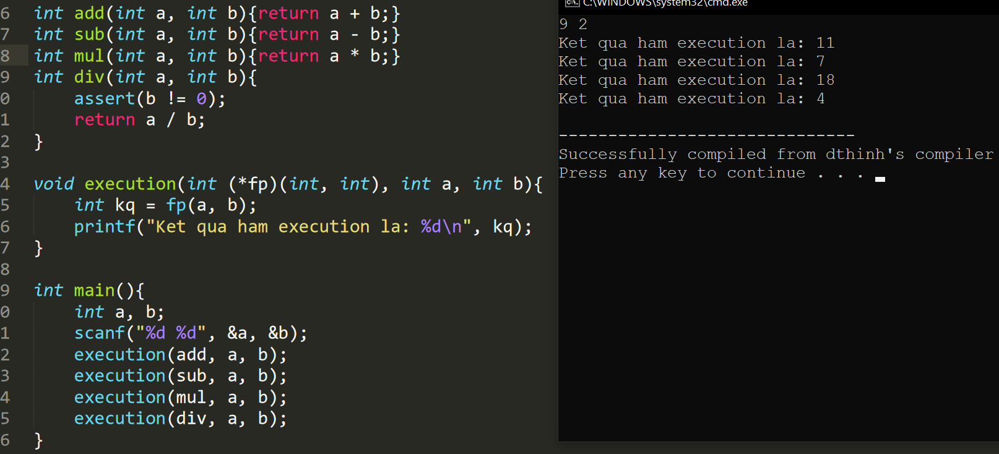 6 int add(int a, int b){return a + b;}
7 int sub(int a, int b){return a - b;}
8 int mul(int a, int b){return a * b;}
9 int div(int a, int b){
0 assert(b != 0);
1 return a / b;
2 }
3
4 void execution(int (*fp)(int, int), int a, int b){
5 int kq = fp(a, b);
6 printf("Ket qua ham execution la: %d\n", kq);
7 }
8
9 int main(){
0 int a, b;
1 scanf("%d %d", &a, &b);
2 execution(add, a, b);
3 execution(sub, a, b);
4 execution(mul, a, b);
5 execution(div, a, b);
6 }
C:\WINDOWS\system32\cmd.exe
9 2
Ket qua ham execution la: 11
Ket qua ham execution la: 7
Ket qua ham execution la: 18
Ket qua ham execution la: 4
------------------------------
Successfully compiled from dthinh's compiler
Press any key to continue . . .